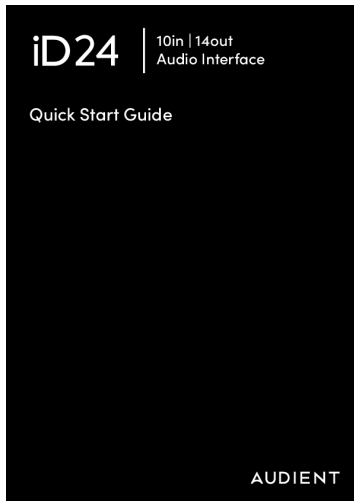 iD24
10in | 14out
Audio Interface
Quick Start Guide
AUDIENT